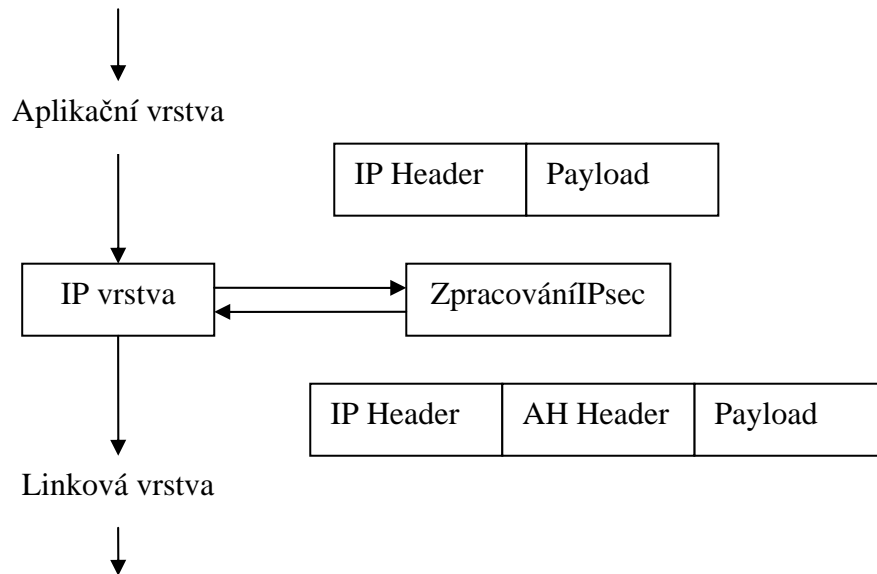 Aplikační vrstva
IP Header Payload
IP vrstva ZpracováníIPsec
IP Header AH Header Payload
Linková vrstva